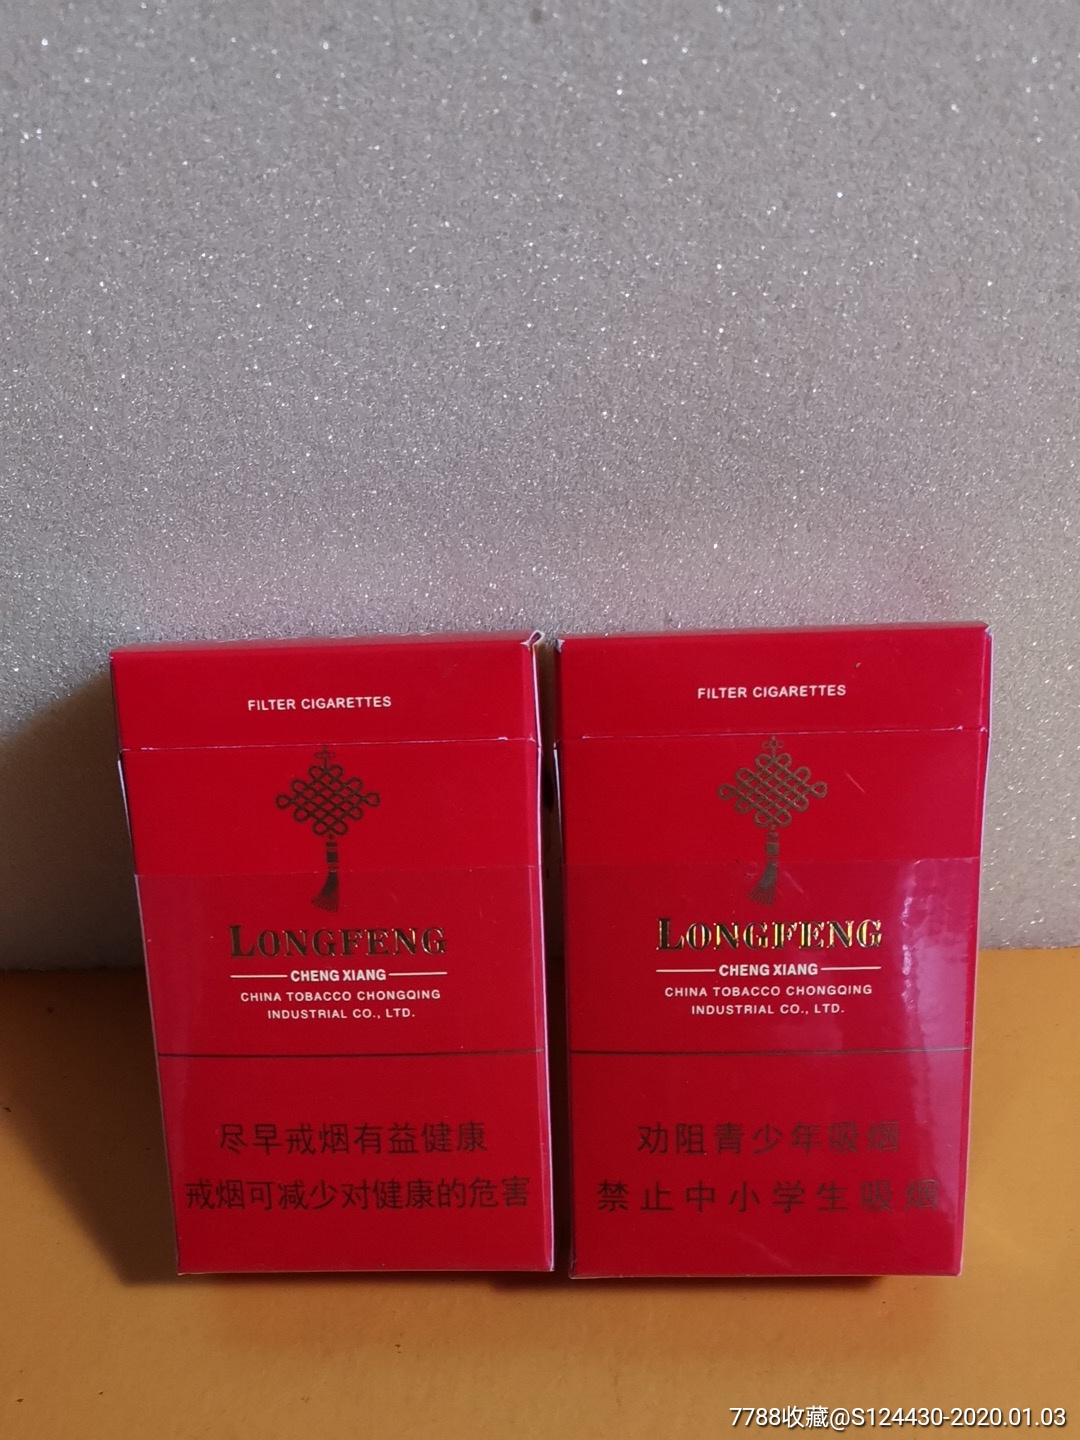 FILTER CIGARETTES
LONGFENG
CHENG XIANG
CHINA TOBACCO CHONGQING
INDUSTRIAL CO., LTD.
尽早戒烟有益健康
戒烟可减少对健康的危害
FILTER CIGARETTES
LONGFENG
CHENG XIANG
CHINA TOBACCO CHONGQING
INDUSTRIAL CO., LTD.
劝阻青少年吸烟
禁止中小学生吸烟
7788收藏@S124430-2020.01.03